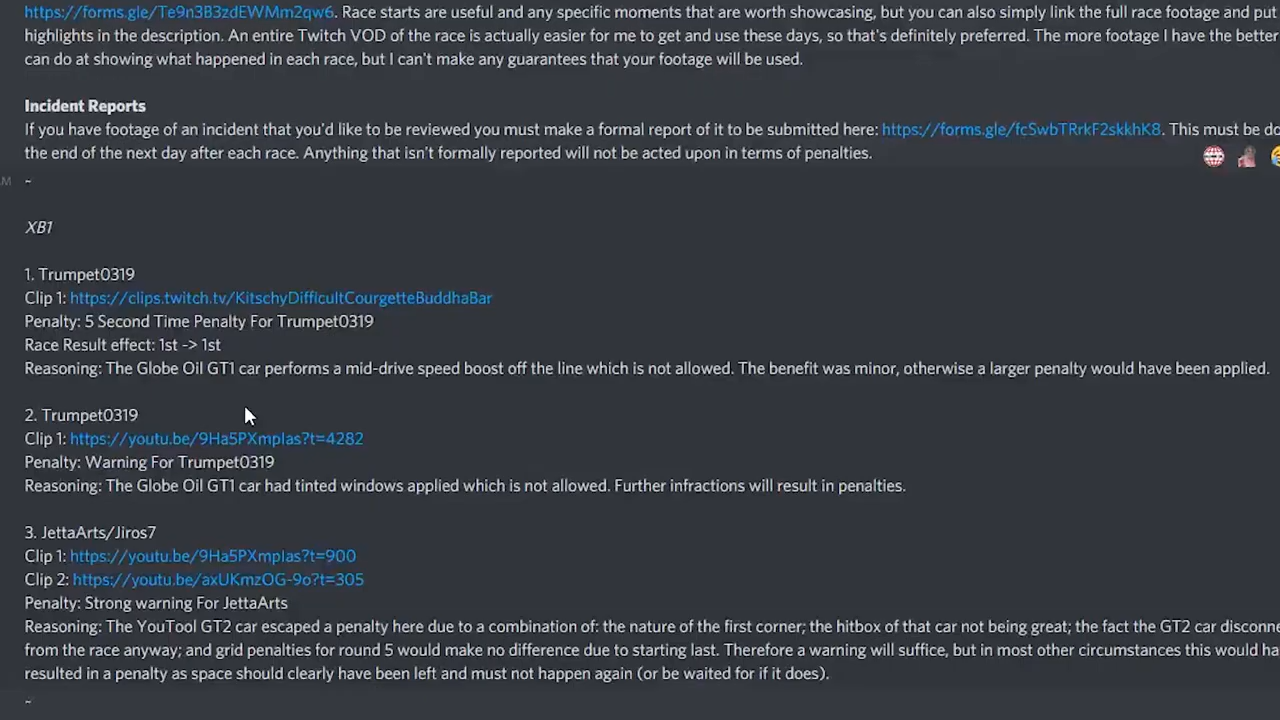 https://forms.gle/Te9n3B3zdEWMm2qw6. Race starts are useful and any specific moments that are worth showcasing, but you can also simply link the full race footage and put
highlights in the description. An entire Twitch VOD of the race is actually easier for me to get and use these days, so that's definitely preferred. The more footage I have the better
can do at showing what happened in each race, but I can't make any guarantees that your footage will be used.
Incident Reports
If you have footage of an incident that you'd like to be reviewed you must make a formal report of it to be submitted here: https://forms.gle/fcSwbTRrkF2skkhK8. This must be do
the end of the next day after each race. Anything that isn't formally reported will not be acted upon in terms of penalties.
M ~
XB1
1. Trumpet0319
Clip 1: https://clips.twitch.tv/KitschyDifficultCourgetteBuddhaBar
Penalty: 5 Second Time Penalty For Trumpet0319
Race Result effect: 1st -> 1st
Reasoning: The Globe Oil GT1 car performs a mid-drive speed boost off the line which is not allowed. The benefit was minor, otherwise a larger penalty would have been applied.
2. Trumpet0319
Clip 1: https://youtu.be/9Ha5PXmpIas?t=4282
Penalty: Warning For Trumpet0319
Reasoning: The Globe Oil GT1 car had tinted windows applied which is not allowed. Further infractions will result in penalties.
3. JettaArts/Jiros7
Clip 1: https://youtu.be/9Ha5PXmpIas?t=900
Clip 2: https://youtu.be/axUKmzOG-9o?t=305
Penalty: Strong warning For JettaArts
Reasoning: The YouTool GT2 car escaped a penalty here due to a combination of: the nature of the first corner; the hitbox of that car not being great; the fact the GT2 car disconne
from the race anyway; and grid penalties for round 5 would make no difference due to starting last. Therefore a warning will suffice, but in most other circumstances this would ha
resulted in a penalty as space should clearly have been left and must not happen again (or be waited for if it does).
~